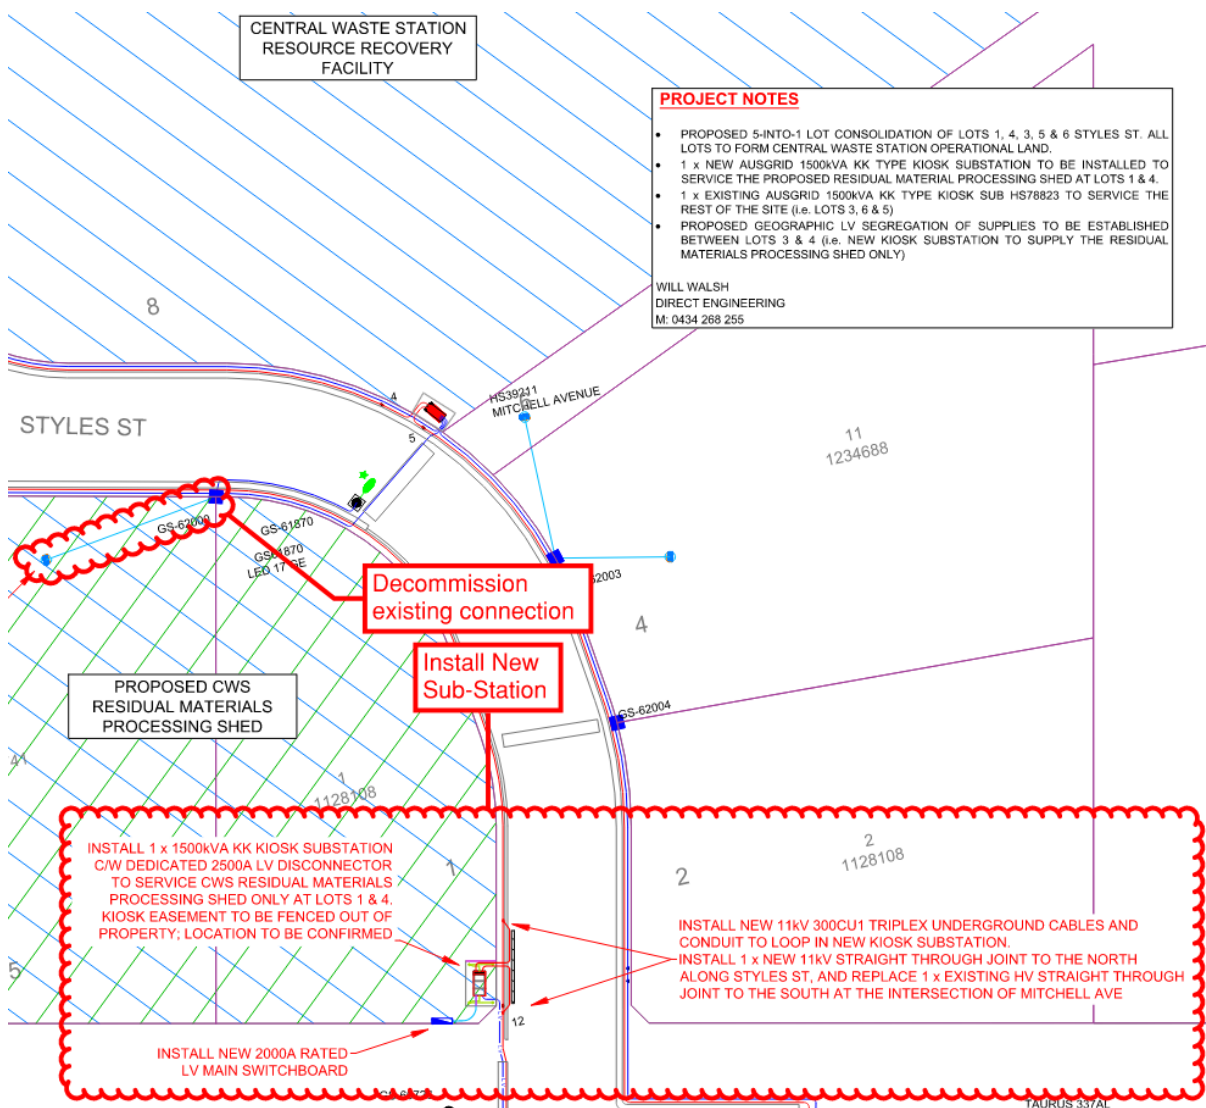 CENTRAL WASTE STATION
RESOURCE RECOVERY
FACILITY
PROJECT NOTES
• PROPOSED 5-INTO-1 LOT CONSOLIDATION OF LOTS 1, 4, 3, 5 & 6 STYLES ST. ALL
LOTS TO FORM CENTRAL WASTE STATION OPERATIONAL LAND.
• 1 x NEW AUSGRID 1500kVA KK TYPE KIOSK SUBSTATION TO BE INSTALLED TO
SERVICE THE PROPOSED RESIDUAL MATERIAL PROCESSING SHED AT LOTS 1 & 4.
• 1 x EXISTING AUSGRID 1500kVA KK TYPE KIOSK SUB HS78823 TO SERVICE THE
REST OF THE SITE (i.e. LOTS 3, 6 & 5)
• PROPOSED GEOGRAPHIC LV SEGREGATION OF SUPPLIES TO BE ESTABLISHED
BETWEEN LOTS 3 & 4 (i.e. NEW KIOSK SUBSTATION TO SUPPLY THE RESIDUAL
MATERIALS PROCESSING SHED ONLY)
WILL WALSH
DIRECT ENGINEERING
M: 0434 268 255
8
4
HS39211
MITCHELL AVENUE
6
STYLES ST
5
11
1234688
GS-62009
GS-61870
GS61870
LED 17 GE
Decommission
existing connection
62003
4
Install New
Sub-Station
PROPOSED CWS
RESIDUAL MATERIALS
PROCESSING SHED
GS-62004
41
1
1128108
INSTALL 1 x 1500kVA KK KIOSK SUBSTATION
C/W DEDICATED 2500A LV DISCONNECTOR
TO SERVICE CWS RESIDUAL MATERIALS
PROCESSING SHED ONLY AT LOTS 1 & 4.
KIOSK EASEMENT TO BE FENCED OUT OF
PROPERTY; LOCATION TO BE CONFIRMED
1
2
2
1128108
INSTALL NEW 11kV 300CU1 TRIPLEX UNDERGROUND CABLES AND
CONDUIT TO LOOP IN NEW KIOSK SUBSTATION.
INSTALL 1 x NEW 11kV STRAIGHT THROUGH JOINT TO THE NORTH
ALONG STYLES ST, AND REPLACE 1 x EXISTING HV STRAIGHT THROUGH
JOINT TO THE SOUTH AT THE INTERSECTION OF MITCHELL AVE
5
12
INSTALL NEW 2000A RATED
LV MAIN SWITCHBOARD
TAURUS 337AL